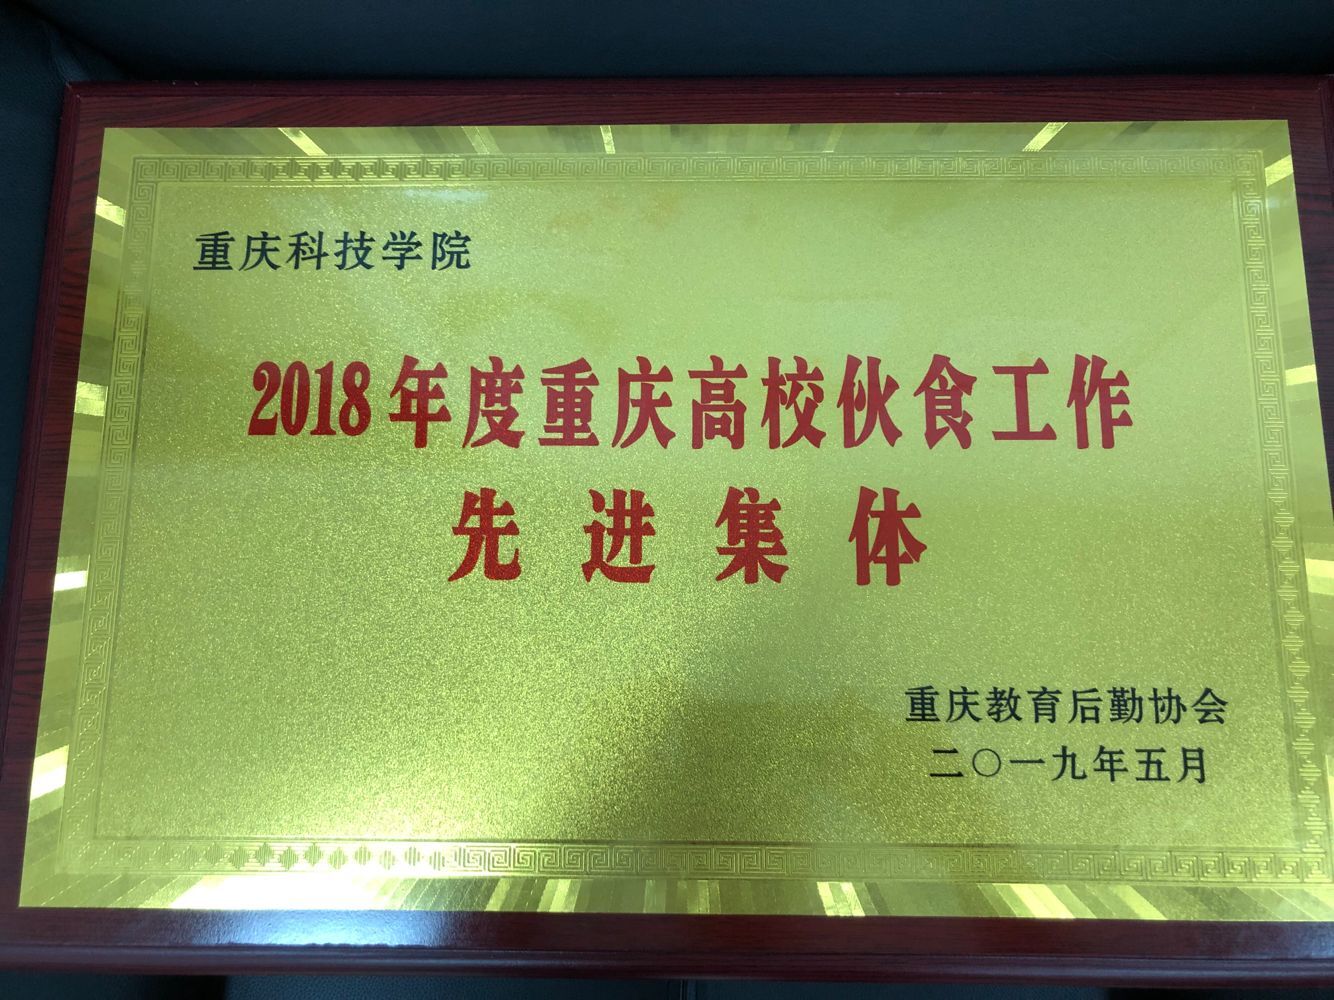 重庆科技学院
2018年度重庆高校伙食工作
先进集体
重庆教育后勤协会
二〇一九年五月